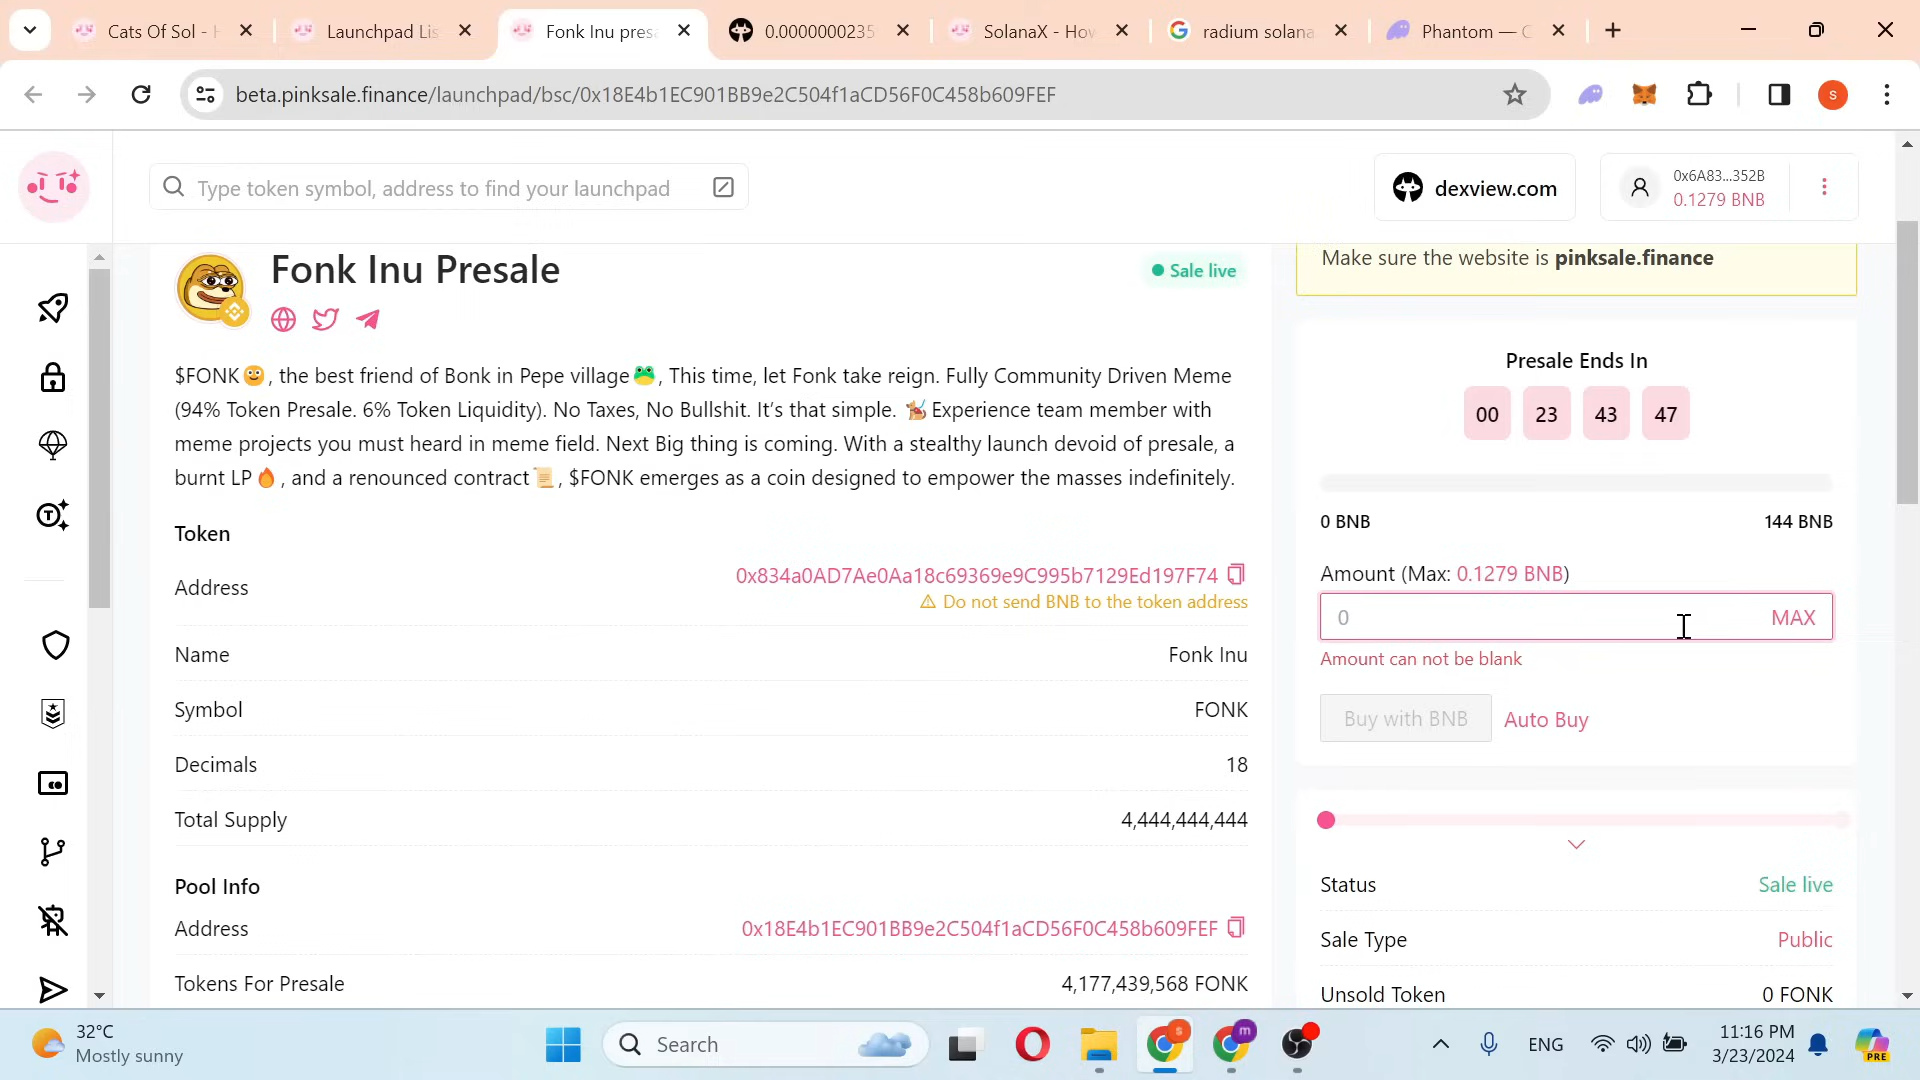 Cats Of Sol - H
Launchpad Lis
Fonk Inu presa
0.0000000235
SolanaX - How
radium solana
Phantom — C
beta.pinksale.finance/launchpad/bsc/0x18E4b1EC901BB9e2C504f1aCD56F0C458b609FEF
S
Type token symbol, address to find your launchpad
dexview.com
0x6A83...352B
0.1279 BNB
Fonk Inu Presale
Sale live
$FONK😀, the best friend of Bonk in Pepe village🐸, This time, let Fonk take reign. Fully Community Driven Meme
(94% Token Presale. 6% Token Liquidity). No Taxes, No Bullshit. It's that simple. 🐕‍🦺 Experience team member with
meme projects you must heard in meme field. Next Big thing is coming. With a stealthy launch devoid of presale, a
burnt LP🔥, and a renounced contract📜, $FONK emerges as a coin designed to empower the masses indefinitely.
Token
Address
0x834a0AD7Ae0Aa18c69369e9C995b7129Ed197F74
⚠ Do not send BNB to the token address
Name
Fonk Inu
Symbol
FONK
Decimals
18
Total Supply
4,444,444,444
Pool Info
Address
0x18E4b1EC901BB9e2C504f1aCD56F0C458b609FEF
Tokens For Presale
4,177,439,568 FONK
Make sure the website is pinksale.finance
Presale Ends In
00 23 43 47
0 BNB
144 BNB
Amount (Max: 0.1279 BNB)
0
MAX
Amount can not be blank
Buy with BNB
Auto Buy
Status
Sale live
Sale Type
Public
Unsold Token
0 FONK
32°C
Mostly sunny
Search
S
m
ENG
11:16 PM
3/23/2024
PRE